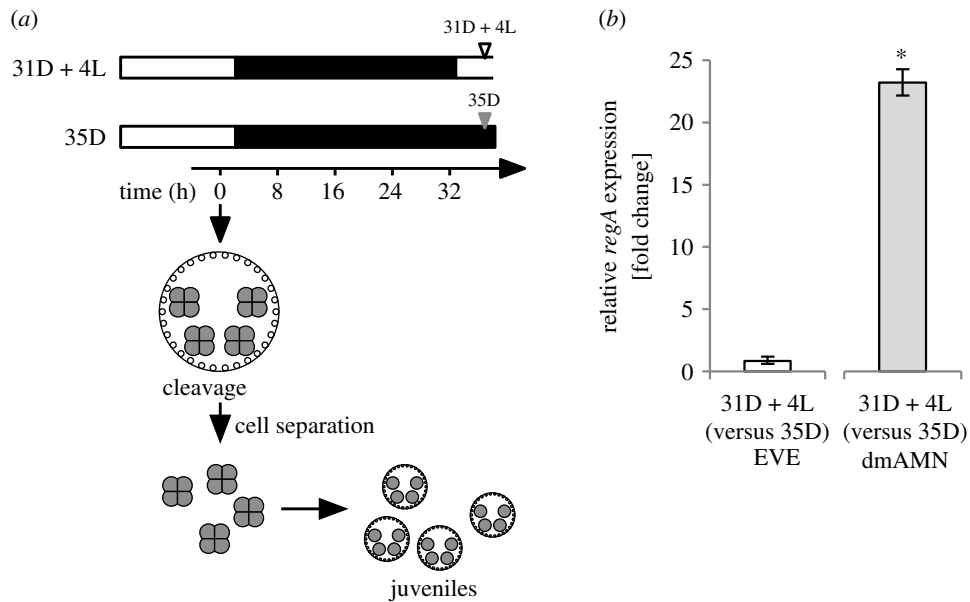 (a)
31D + 4L
31D + 4L
35D
35D
time (h) 0 8 16 24 32
cleavage
cell separation
juveniles
(b)
relative regA expression
[fold change]
25
20
15
10
5
0
*
31D + 4L
(versus 35D)
EVE
31D + 4L
(versus 35D)
dmAMN